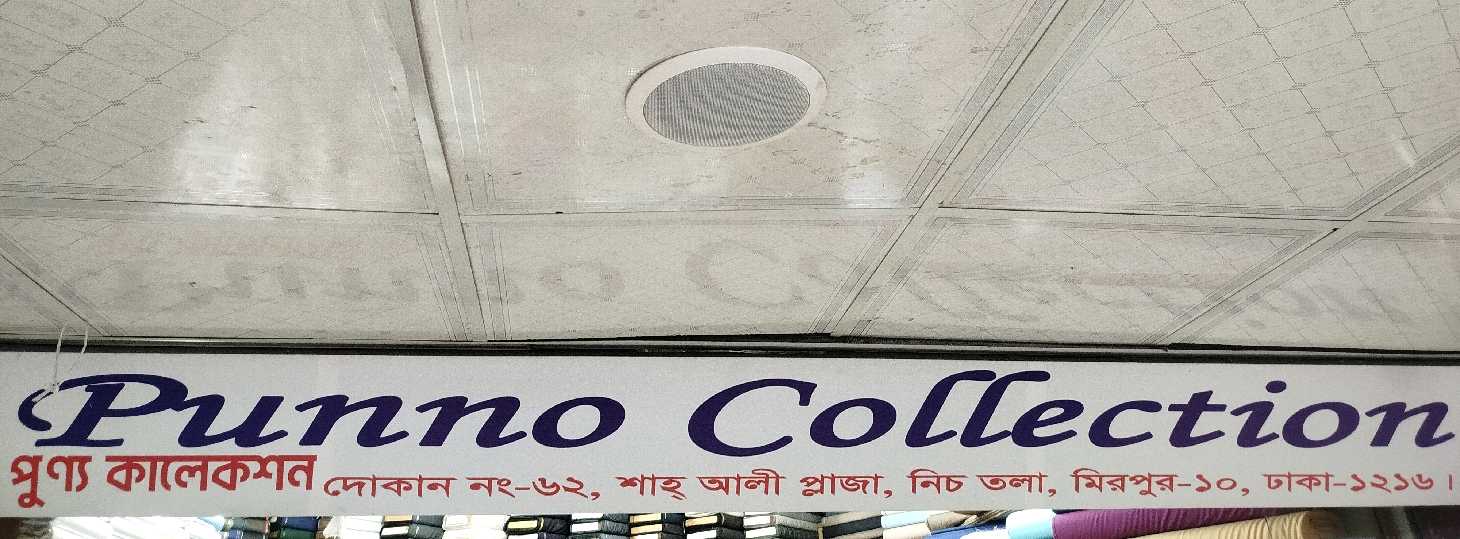 Punno Collection
পুণ্য কালেকশন দোকান নং-৬২, শাহ্ আলী প্লাজা, নিচ তলা, মিরপুর-১০, ঢাকা-১২১৬।